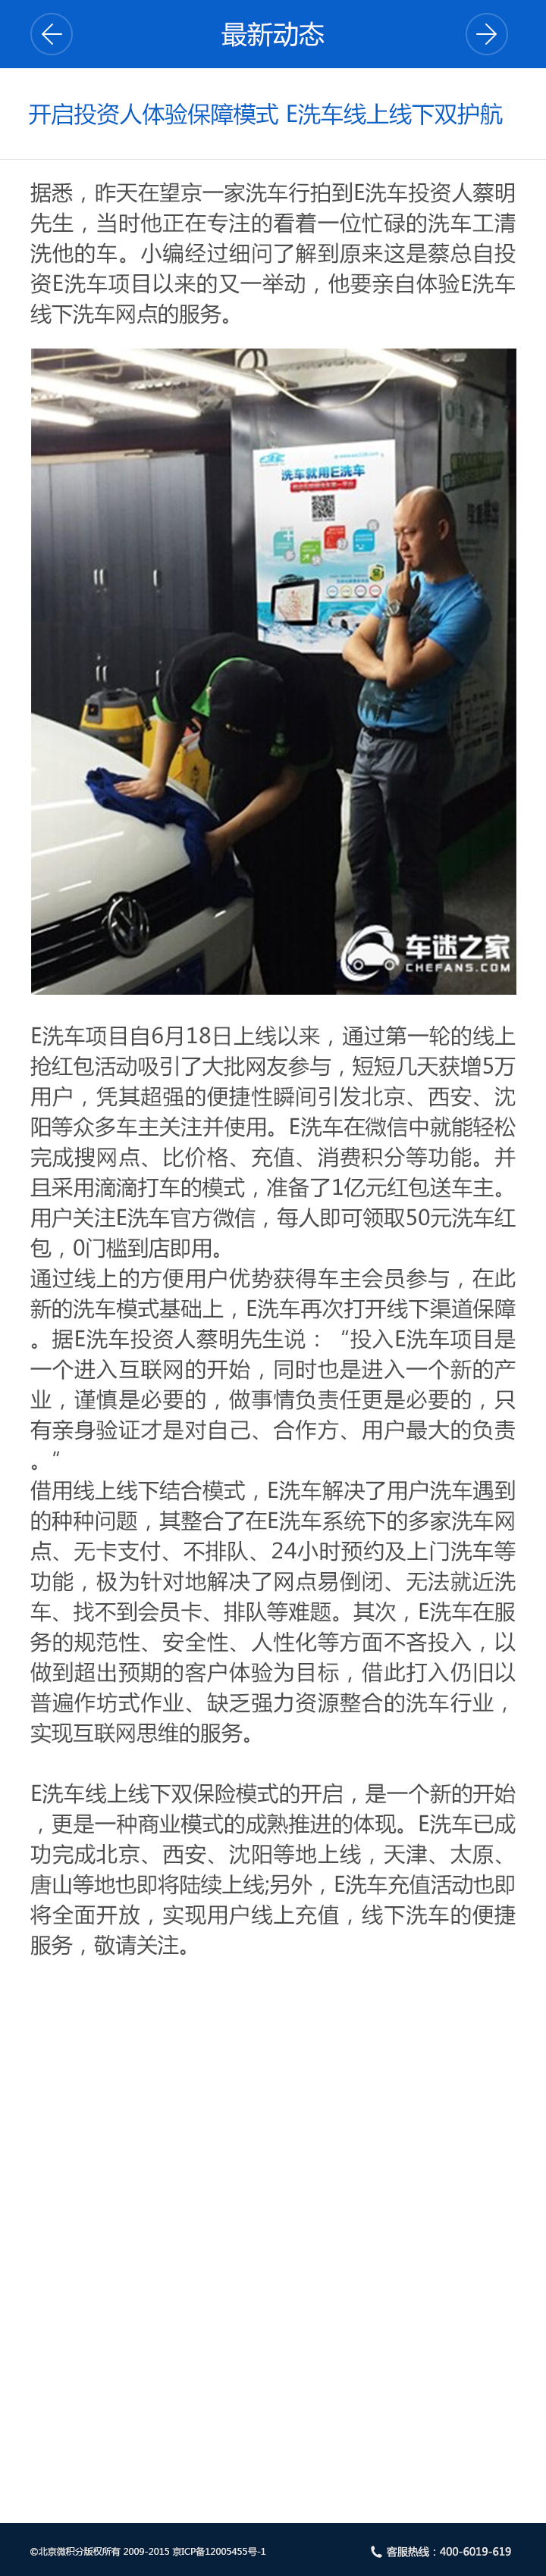 最新动态
开启投资人体验保障模式 E洗车线上线下双护航
据悉，昨天在望京一家洗车行拍到E洗车投资人蔡明
先生，当时他正在专注的看着一位忙碌的洗车工清
洗他的车。小编经过细问了解到原来这是蔡总自投
资E洗车项目以来的又一举动，他要亲自体验E洗车
线下洗车网点的服务。
洗车就用E洗车
车迷之家
CHEFANS.COM
E洗车项目自6月18日上线以来，通过第一轮的线上
抢红包活动吸引了大批网友参与，短短几天获增5万
用户，凭其超强的便捷性瞬间引发北京、西安、沈
阳等众多车主关注并使用。E洗车在微信中就能轻松
完成搜网点、比价格、充值、消费积分等功能。并
且采用滴滴打车的模式，准备了1亿元红包送车主。
用户关注E洗车官方微信，每人即可领取50元洗车红
包，0门槛到店即用。
通过线上的方便用户优势获得车主会员参与，在此
新的洗车模式基础上，E洗车再次打开线下渠道保障
。据E洗车投资人蔡明先生说：“投入E洗车项目是
一个进入互联网的开始，同时也是进入一个新的产
业，谨慎是必要的，做事情负责任更是必要的，只
有亲身验证才是对自己、合作方、用户最大的负责
。”
借用线上线下结合模式，E洗车解决了用户洗车遇到
的种种问题，其整合了在E洗车系统下的多家洗车网
点、无卡支付、不排队、24小时预约及上门洗车等
功能，极为针对地解决了网点易倒闭、无法就近洗
车、找不到会员卡、排队等难题。其次，E洗车在服
务的规范性、安全性、人性化等方面不吝投入，以
做到超出预期的客户体验为目标，借此打入仍旧以
普遍作坊式作业、缺乏强力资源整合的洗车行业，
实现互联网思维的服务。
E洗车线上线下双保险模式的开启，是一个新的开始
，更是一种商业模式的成熟推进的体现。E洗车已成
功完成北京、西安、沈阳等地上线，天津、太原、
唐山等地也即将陆续上线;另外，E洗车充值活动也即
将全面开放，实现用户线上充值，线下洗车的便捷
服务，敬请关注。
©北京微积分版权所有 2009-2015 京ICP备12005455号-1
客服热线：400-6019-619